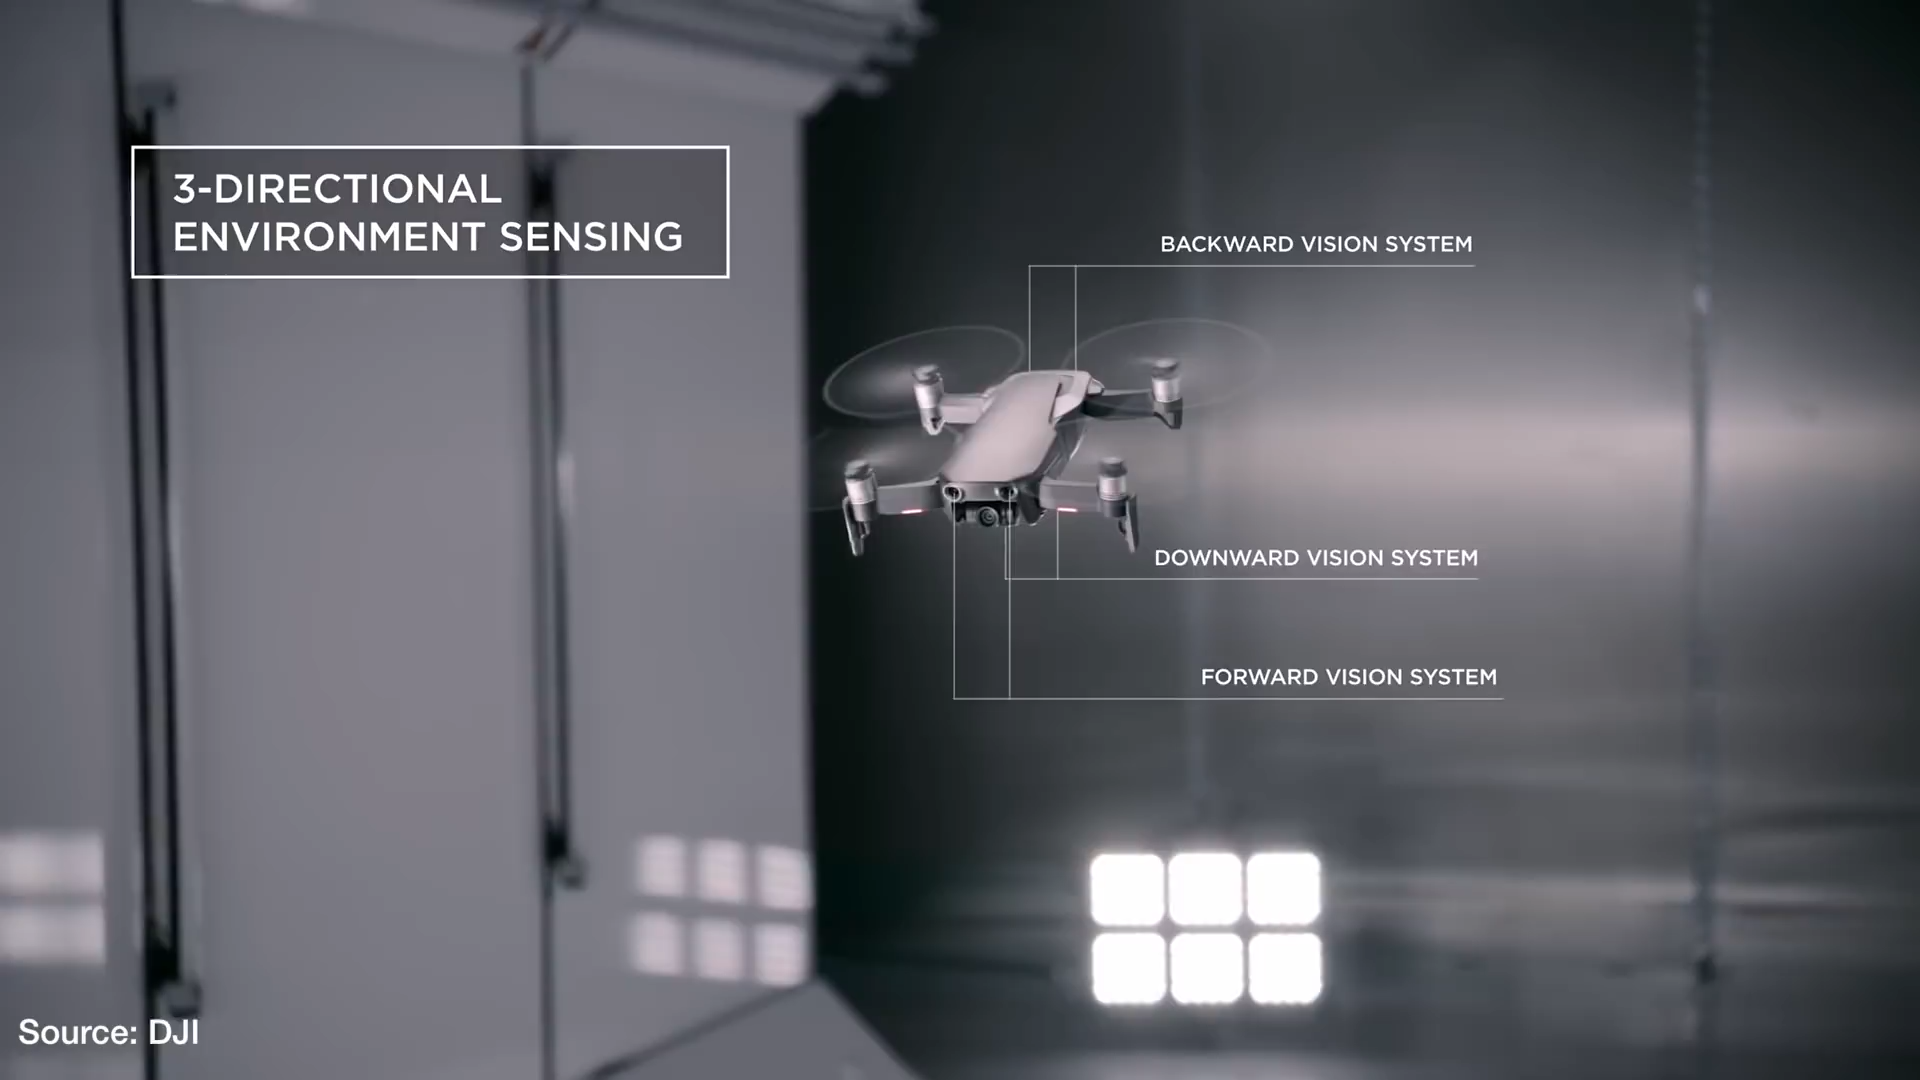 3-DIRECTIONAL
ENVIRONMENT SENSING
BACKWARD VISION SYSTEM
DOWNWARD VISION SYSTEM
FORWARD VISION SYSTEM
Source: DJI